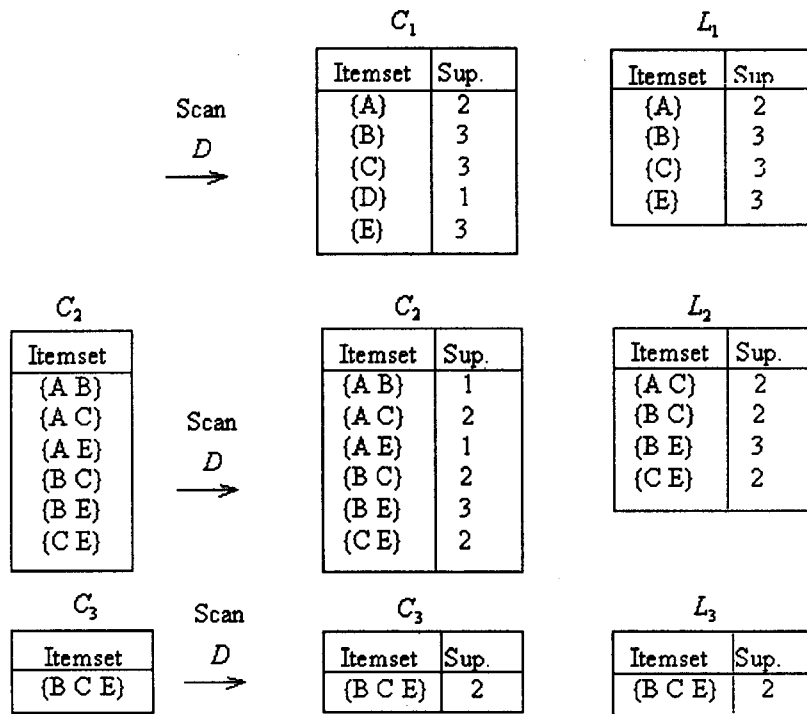 C1 L1
Itemset Sup. Itemset Sup
Scan {A} 2 {A} 2
D {B} 3 {B} 3
{C} 3 {C} 3
{D} 1 {E} 3
{E} 3
C2 C2 L2
Itemset Itemset Sup. Itemset Sup.
{A B} {A B} 1 {A C} 2
{A C} {A C} 2 {B C} 2
{A E} Scan {A E} 1 {B E} 3
{B C} D {B C} 2 {C E} 2
{B E} {B E} 3
{C E} {C E} 2
C3 Scan C3 L3
Itemset D Itemset Sup. Itemset Sup.
{B C E} {B C E} 2 {B C E} 2